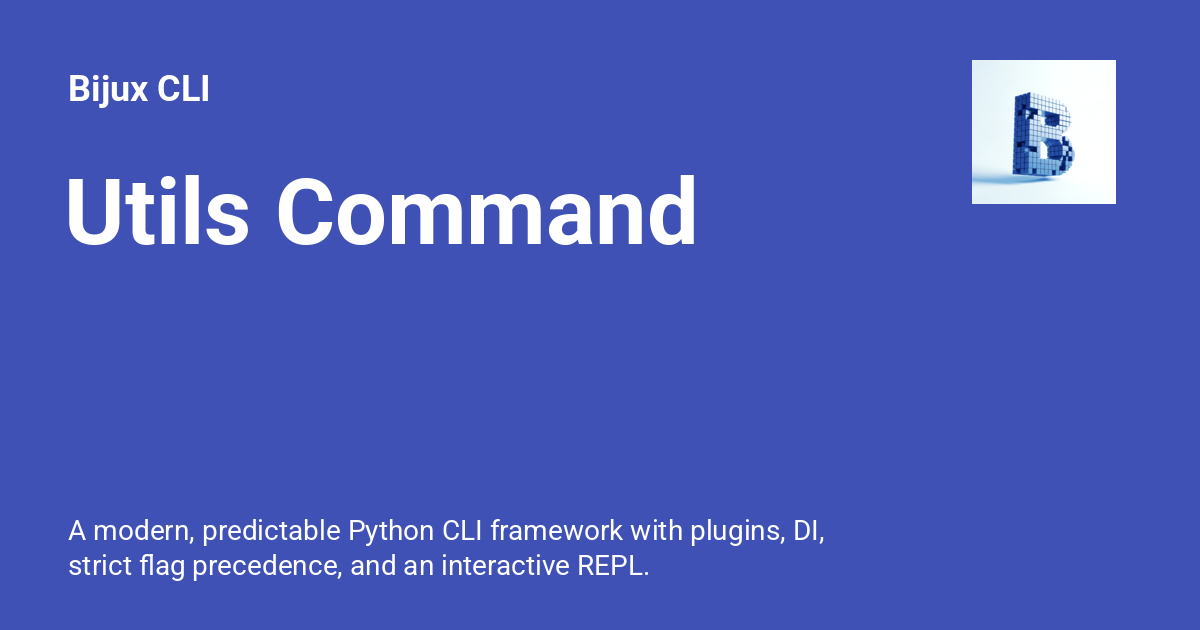 Bijux CLI
Utils Command
B
A modern, predictable Python CLI framework with plugins, DI,
strict flag precedence, and an interactive REPL.